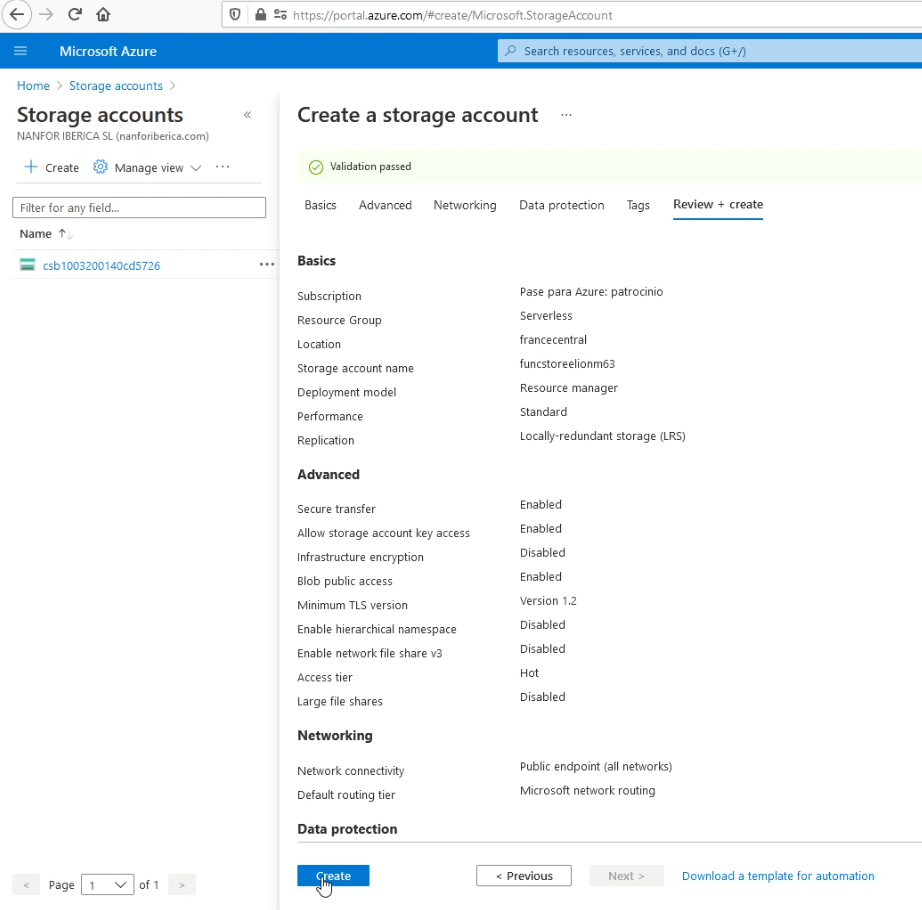 https://portal.azure.com/#create/Microsoft.StorageAccount
Microsoft Azure
Search resources, services, and docs (G+/)
Home > Storage accounts >
Storage accounts
«
NANFOR IBERICA SL (nanforiberica.com)
+ Create Manage view ...
Filter for any field...
Name ↑↓
csb1003200140cd5726 ...
Page 1 of 1
Create a storage account ...
Validation passed
Basics Advanced Networking Data protection Tags Review + create
Basics
Subscription Pase para Azure: patrocinio
Resource Group Serverless
Location francecentral
Storage account name funcstoreelionm63
Deployment model Resource manager
Performance Standard
Replication Locally-redundant storage (LRS)
Advanced
Secure transfer Enabled
Allow storage account key access Enabled
Infrastructure encryption Disabled
Blob public access Enabled
Minimum TLS version Version 1.2
Enable hierarchical namespace Disabled
Enable network file share v3 Disabled
Access tier Hot
Large file shares Disabled
Networking
Network connectivity Public endpoint (all networks)
Default routing tier Microsoft network routing
Data protection
Create < Previous Next > Download a template for automation